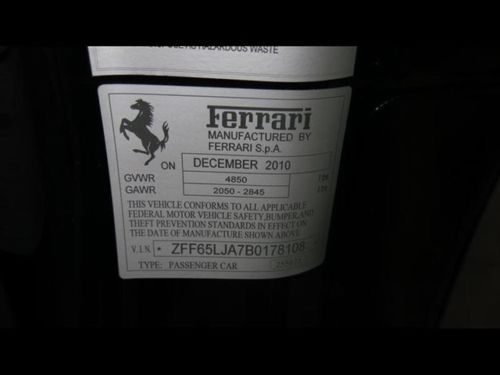 AS HAZARDOUS WASTE
Ferrari
MANUFACTURED BY
FERRARI S.p.A.
ON DECEMBER 2010
GVWR 4850
GAWR 2050 - 2845
THIS VEHICLE CONFORMS TO ALL APPLICABLE
FEDERAL MOTOR VEHICLE SAFETY, BUMPER, AND
THEFT PREVENTION STANDARDS IN EFFECT ON
THE DATE OF MANUFACTURE SHOWN ABOVE.
V.I.N. * ZFF65LJA7B0178108
TYPE: PASSENGER CAR